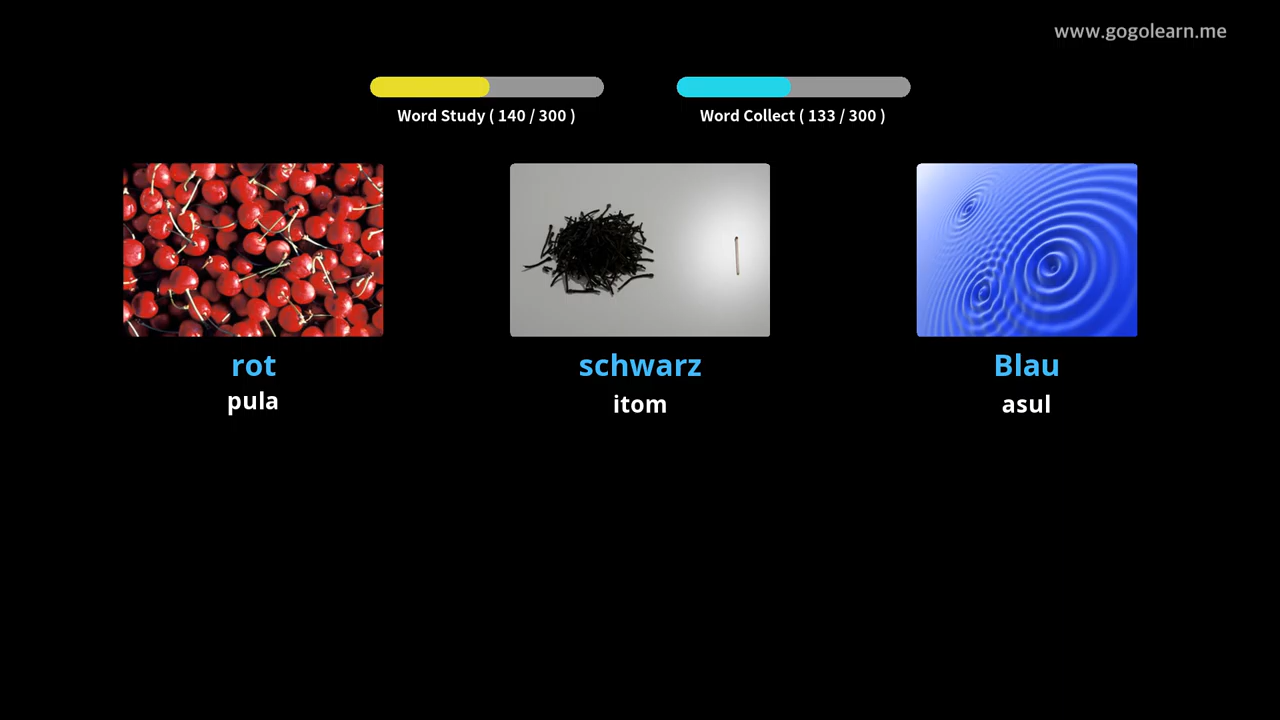 www.gogolearn.me
Word Study ( 140 / 300 )
Word Collect ( 133 / 300 )
rot
schwarz
Blau
pula
itom
asul